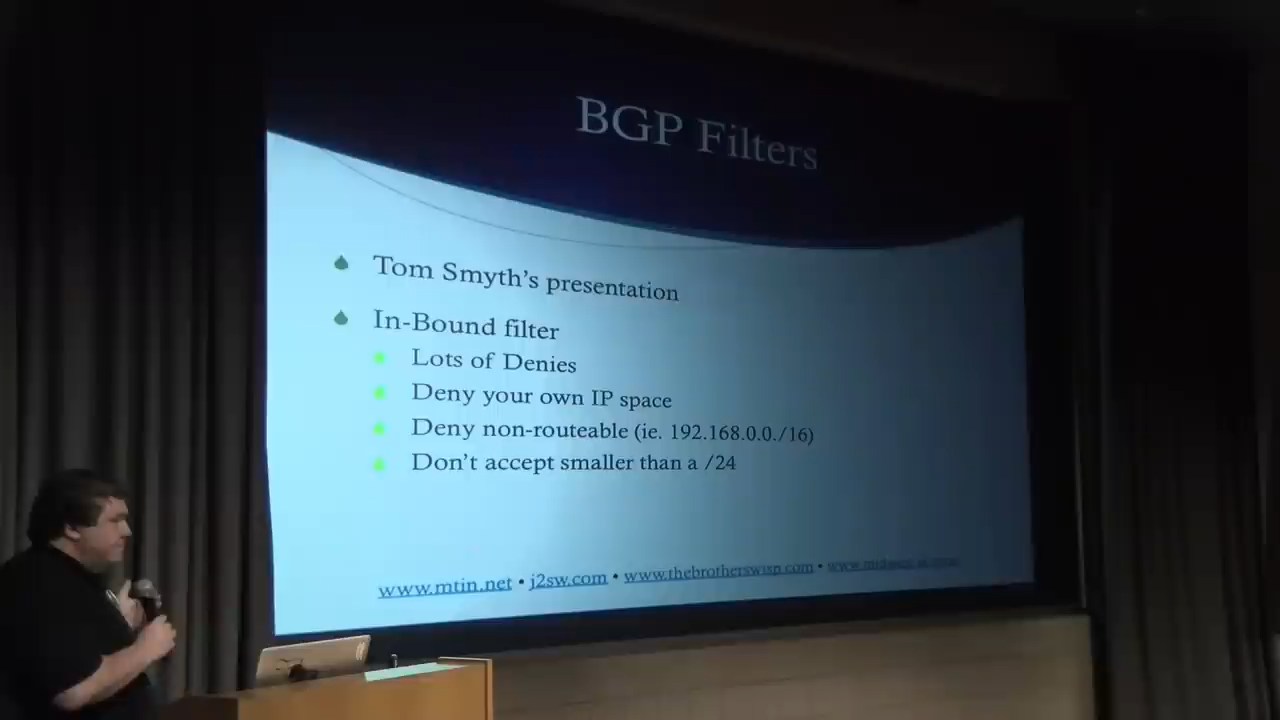 BGP Filters
Tom Smyth's presentation
In-Bound filter
Lots of Denies
Deny your own IP space
Deny non-routeable (ie. 192.168.0.0./16)
Don't accept smaller than a /24
www.mtin.net • j2sw.com • www.thebrotherswisp.com •